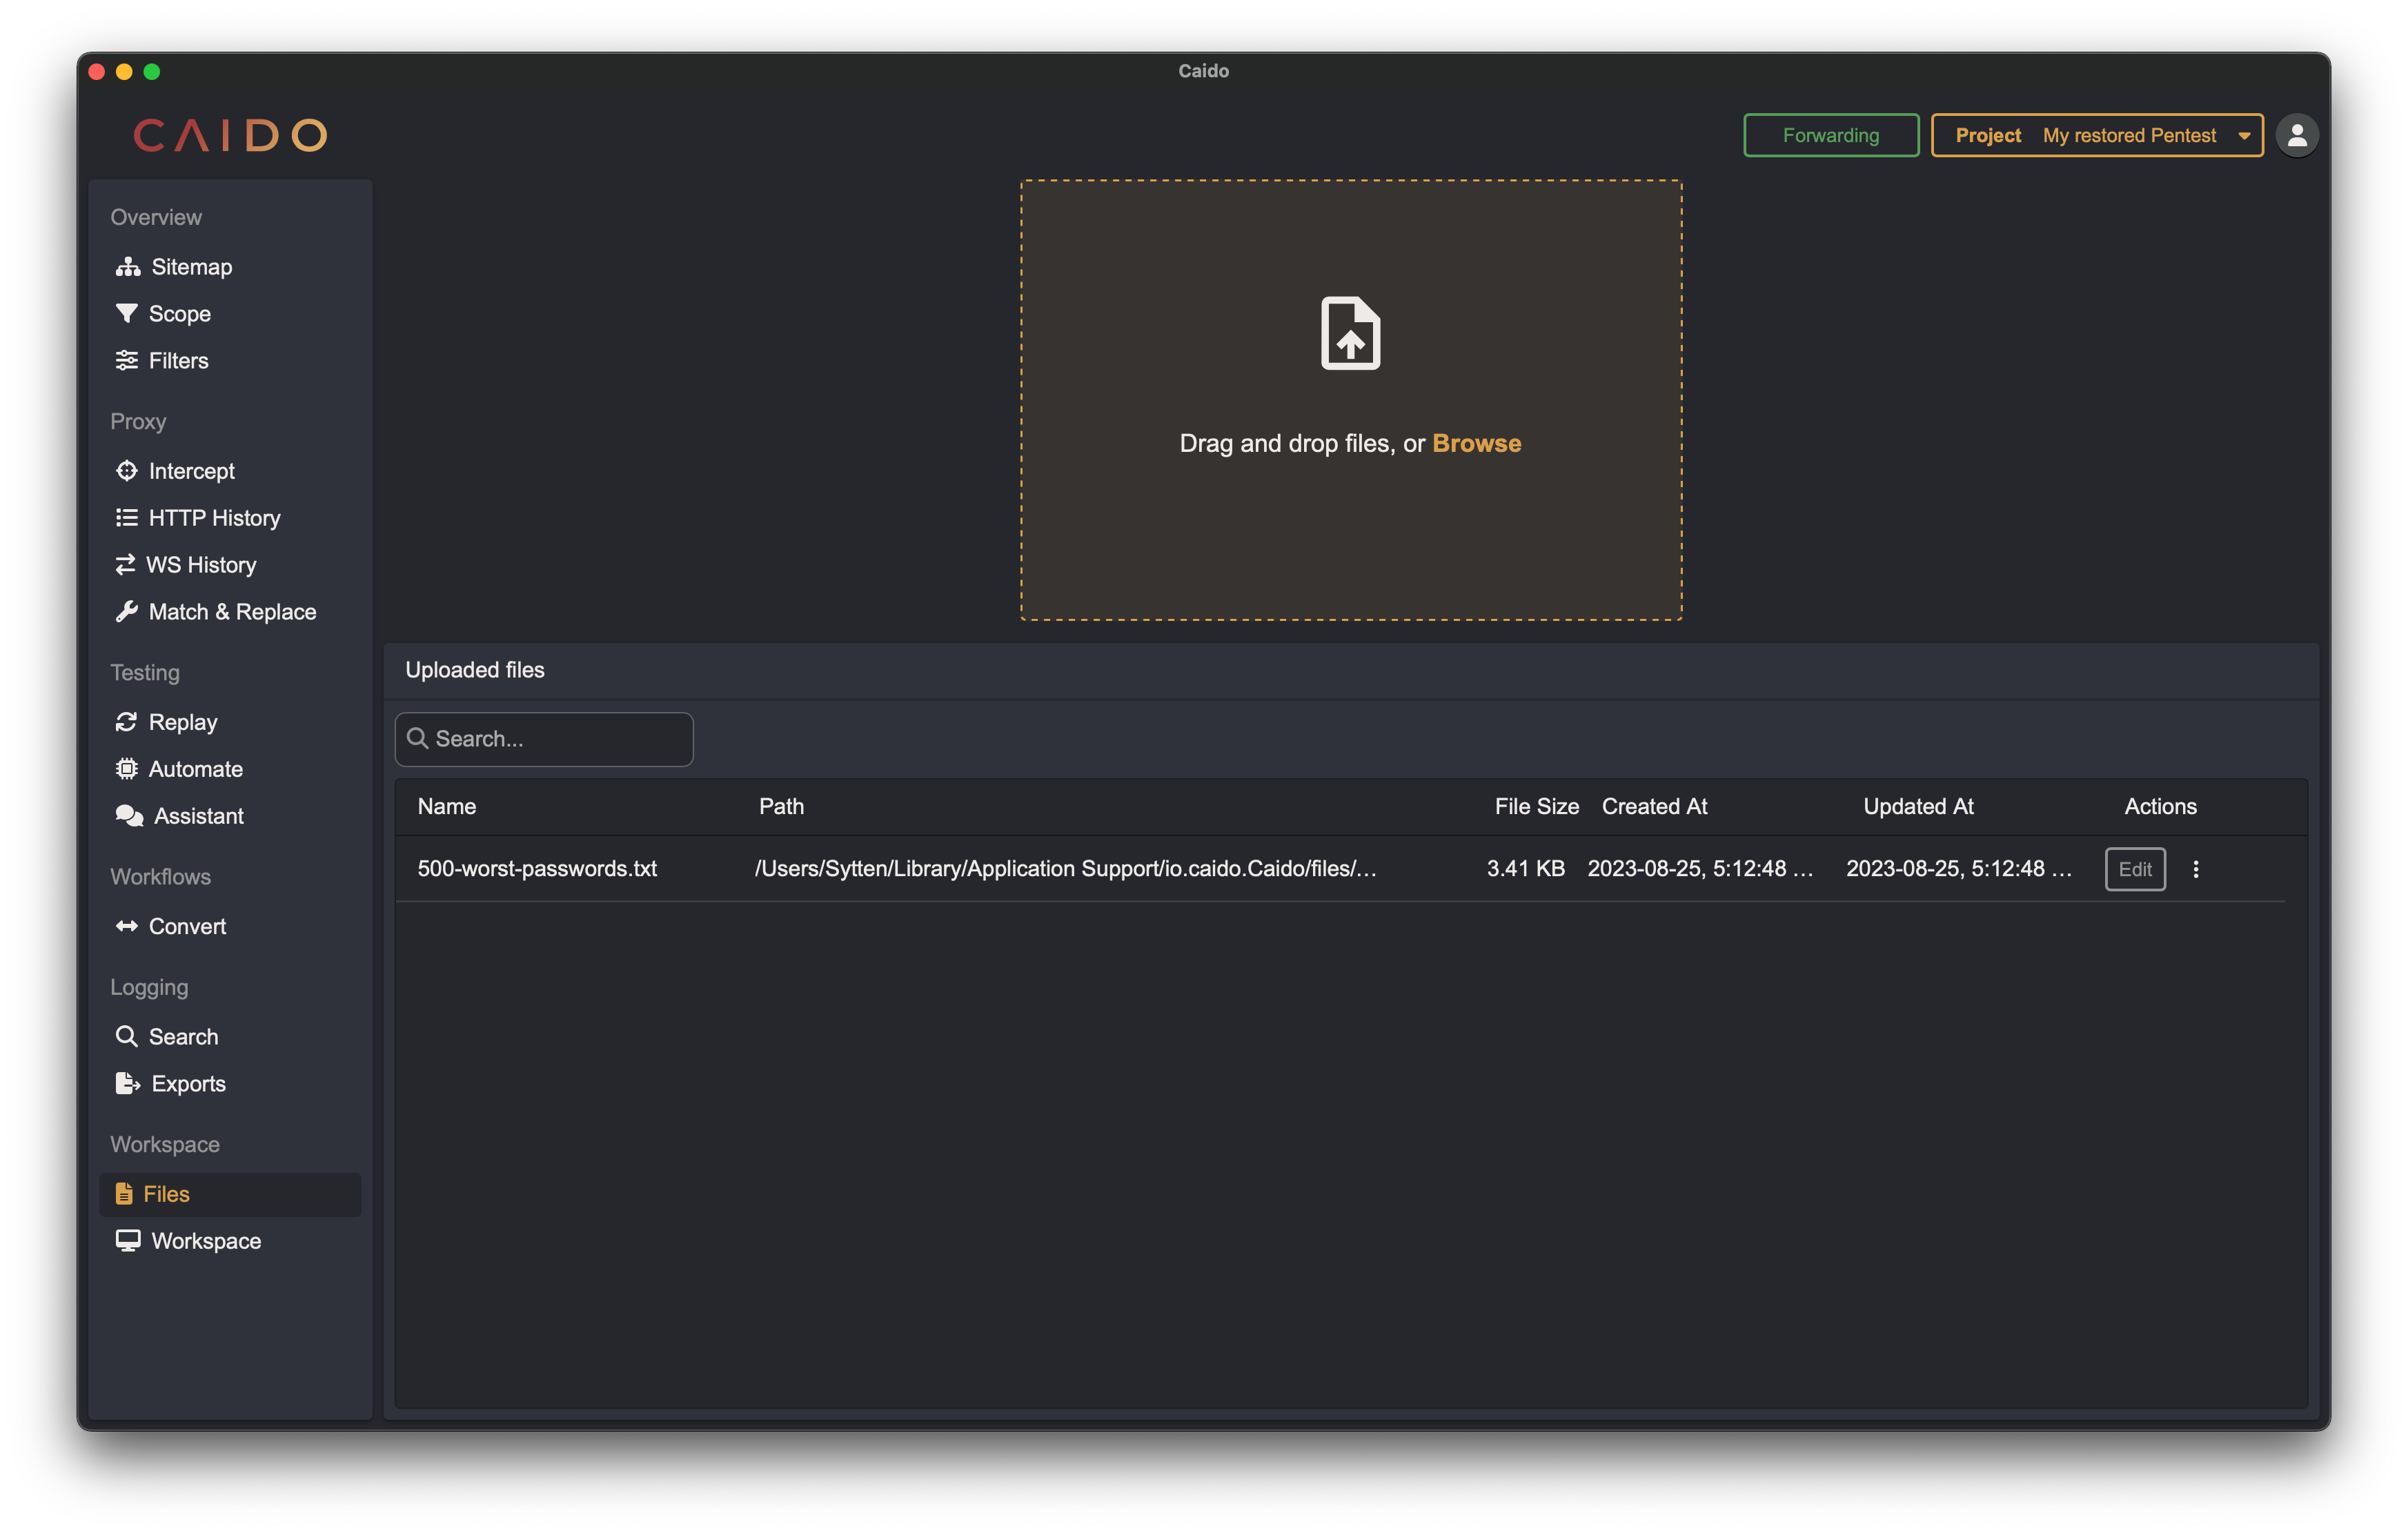 Caido
CAIDO
Forwarding
Project My restored Pentest
Overview
Sitemap
Scope
Filters
Proxy
Intercept
HTTP History
WS History
Match & Replace
Testing
Replay
Automate
Assistant
Workflows
Convert
Logging
Search
Exports
Workspace
Files
Workspace
Drag and drop files, or Browse
Uploaded files
Search...
Name Path File Size Created At Updated At Actions
500-worst-passwords.txt /Users/Sytten/Library/Application Support/io.caido.Caido/files/… 3.41 KB 2023-08-25, 5:12:48 … 2023-08-25, 5:12:48 … Edit